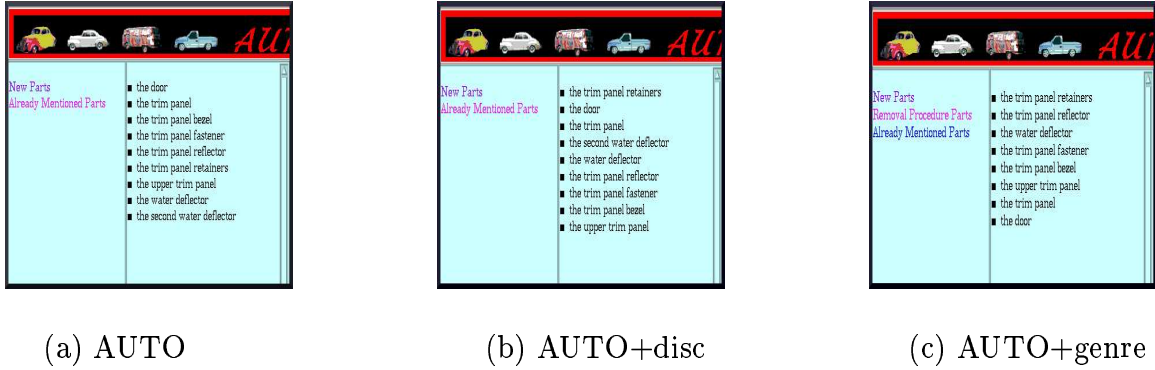 AUT
New Parts
Already Mentioned Parts
the door
the trim panel
the trim panel bezel
the trim panel fastener
the trim panel reflector
the trim panel retainers
the upper trim panel
the water deflector
the second water deflector
(a) AUTO
AUT
New Parts
Already Mentioned Parts
the trim panel retainers
the door
the trim panel
the second water deflector
the water deflector
the trim panel reflector
the trim panel fastener
the trim panel bezel
the upper trim panel
(b) AUTO+disc
AUT
New Parts
Removal Procedure Parts
Already Mentioned Parts
the trim panel retainers
the trim panel reflector
the water deflector
the trim panel fastener
the trim panel bezel
the upper trim panel
the trim panel
the door
(c) AUTO+genre